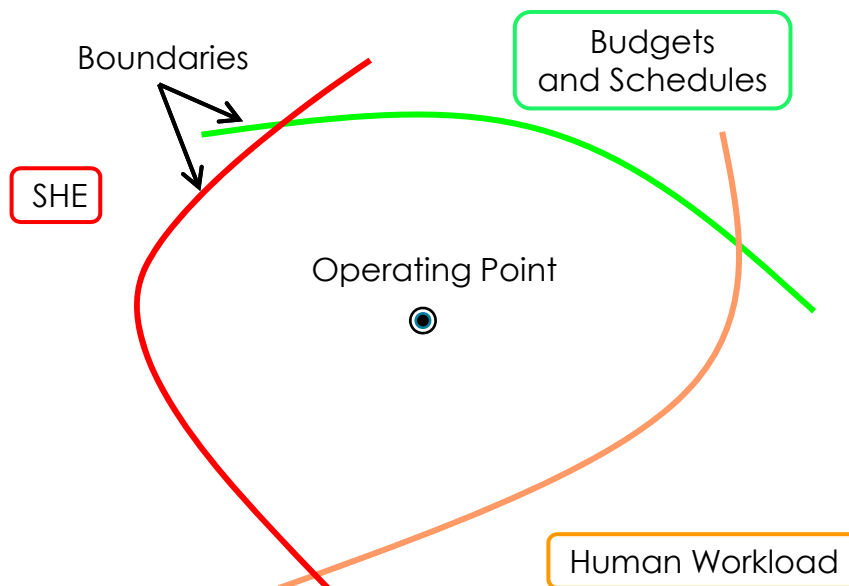 Boundaries
Budgets
and Schedules
SHE
Operating Point
Human Workload